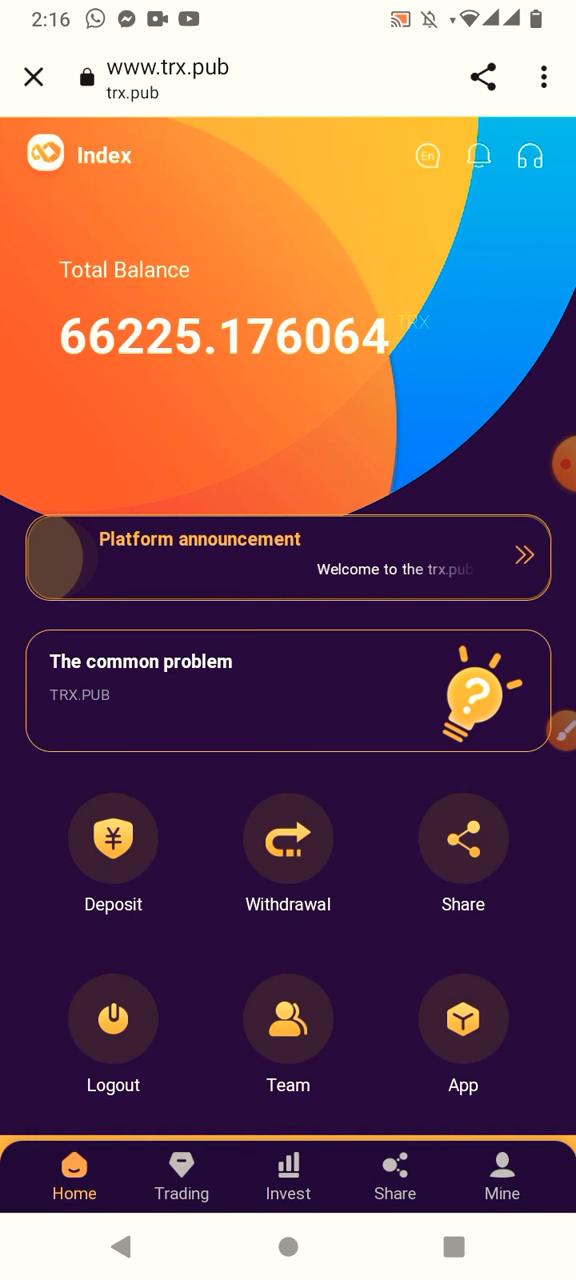 2:16
www.trx.pub
trx.pub
Index
En
Total Balance
66225.176064 TRX
Platform announcement
Welcome to the trx.pub
The common problem
TRX.PUB
¥
Deposit
Withdrawal
Share
Logout
Team
App
Home
Trading
Invest
Share
Mine